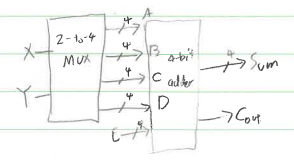 4 A
2-to-4 MUX
X
4 B
4-bit adder
4 Sum
4 C
Y
4 D
Cout
E 4